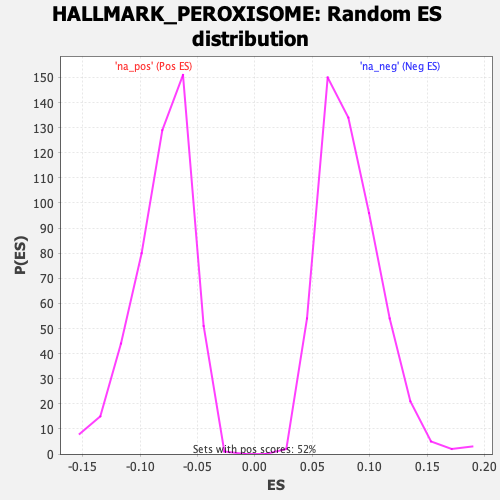 HALLMARK_PEROXISOME: Random ES
distribution
'na_pos' (Pos ES)
'na_neg' (Neg ES)
150
140
130
120
110
100
90
80
70
60
50
40
30
20
10
0
P(ES)
Sets with pos scores: 52%
-0.15 -0.10 -0.05 0.00 0.05 0.10 0.15 0.20
ES